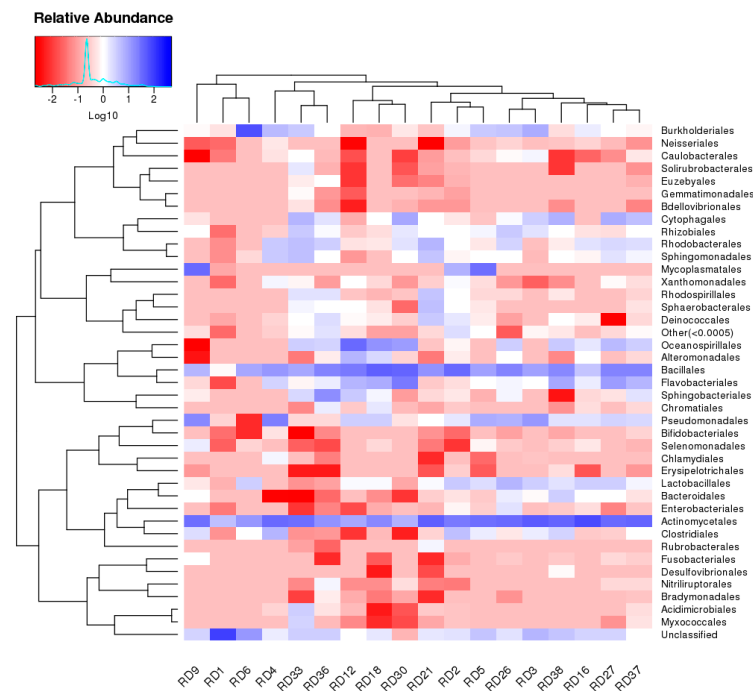 Relative Abundance
-2 -1 0 1 2
Log10
Burkholderiales
Neisseriales
Caulobacterales
Solirubrobacterales
Euzebyales
Gemmatimonadales
Bdellovibrionales
Cytophagales
Rhizobiales
Rhodobacterales
Sphingomonadales
Mycoplasmatales
Xanthomonadales
Rhodospirillales
Sphaerobacterales
Deinococcales
Other(<0.0005)
Oceanospirillales
Alteromonadales
Bacillales
Flavobacteriales
Sphingobacteriales
Chromatiales
Pseudomonadales
Bifidobacteriales
Selenomonadales
Chlamydiales
Erysipelotrichales
Lactobacillales
Bacteroidales
Enterobacteriales
Actinomycetales
Clostridiales
Rubrobacterales
Fusobacteriales
Desulfovibrionales
Nitriliruptorales
Bradymonadales
Acidimicrobiales
Myxococcales
Unclassified
RD9 RD1 RD6 RD4 RD33 RD36 RD12 RD18 RD30 RD21 RD2 RD5 RD26 RD3 RD38 RD16 RD27 RD37